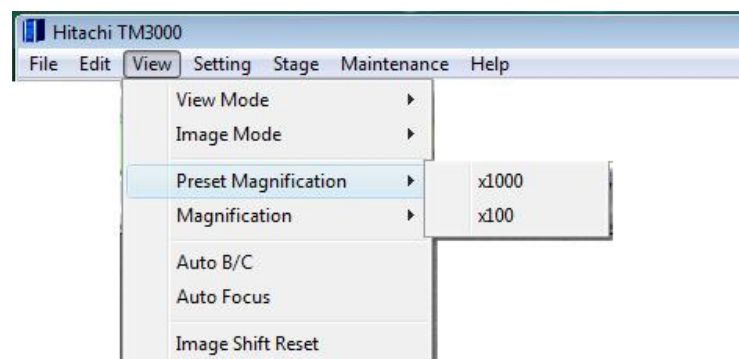 Hitachi TM3000
File Edit View Setting Stage Maintenance Help
View Mode
Image Mode
Preset Magnification
x1000
Magnification
x100
Auto B/C
Auto Focus
Image Shift Reset